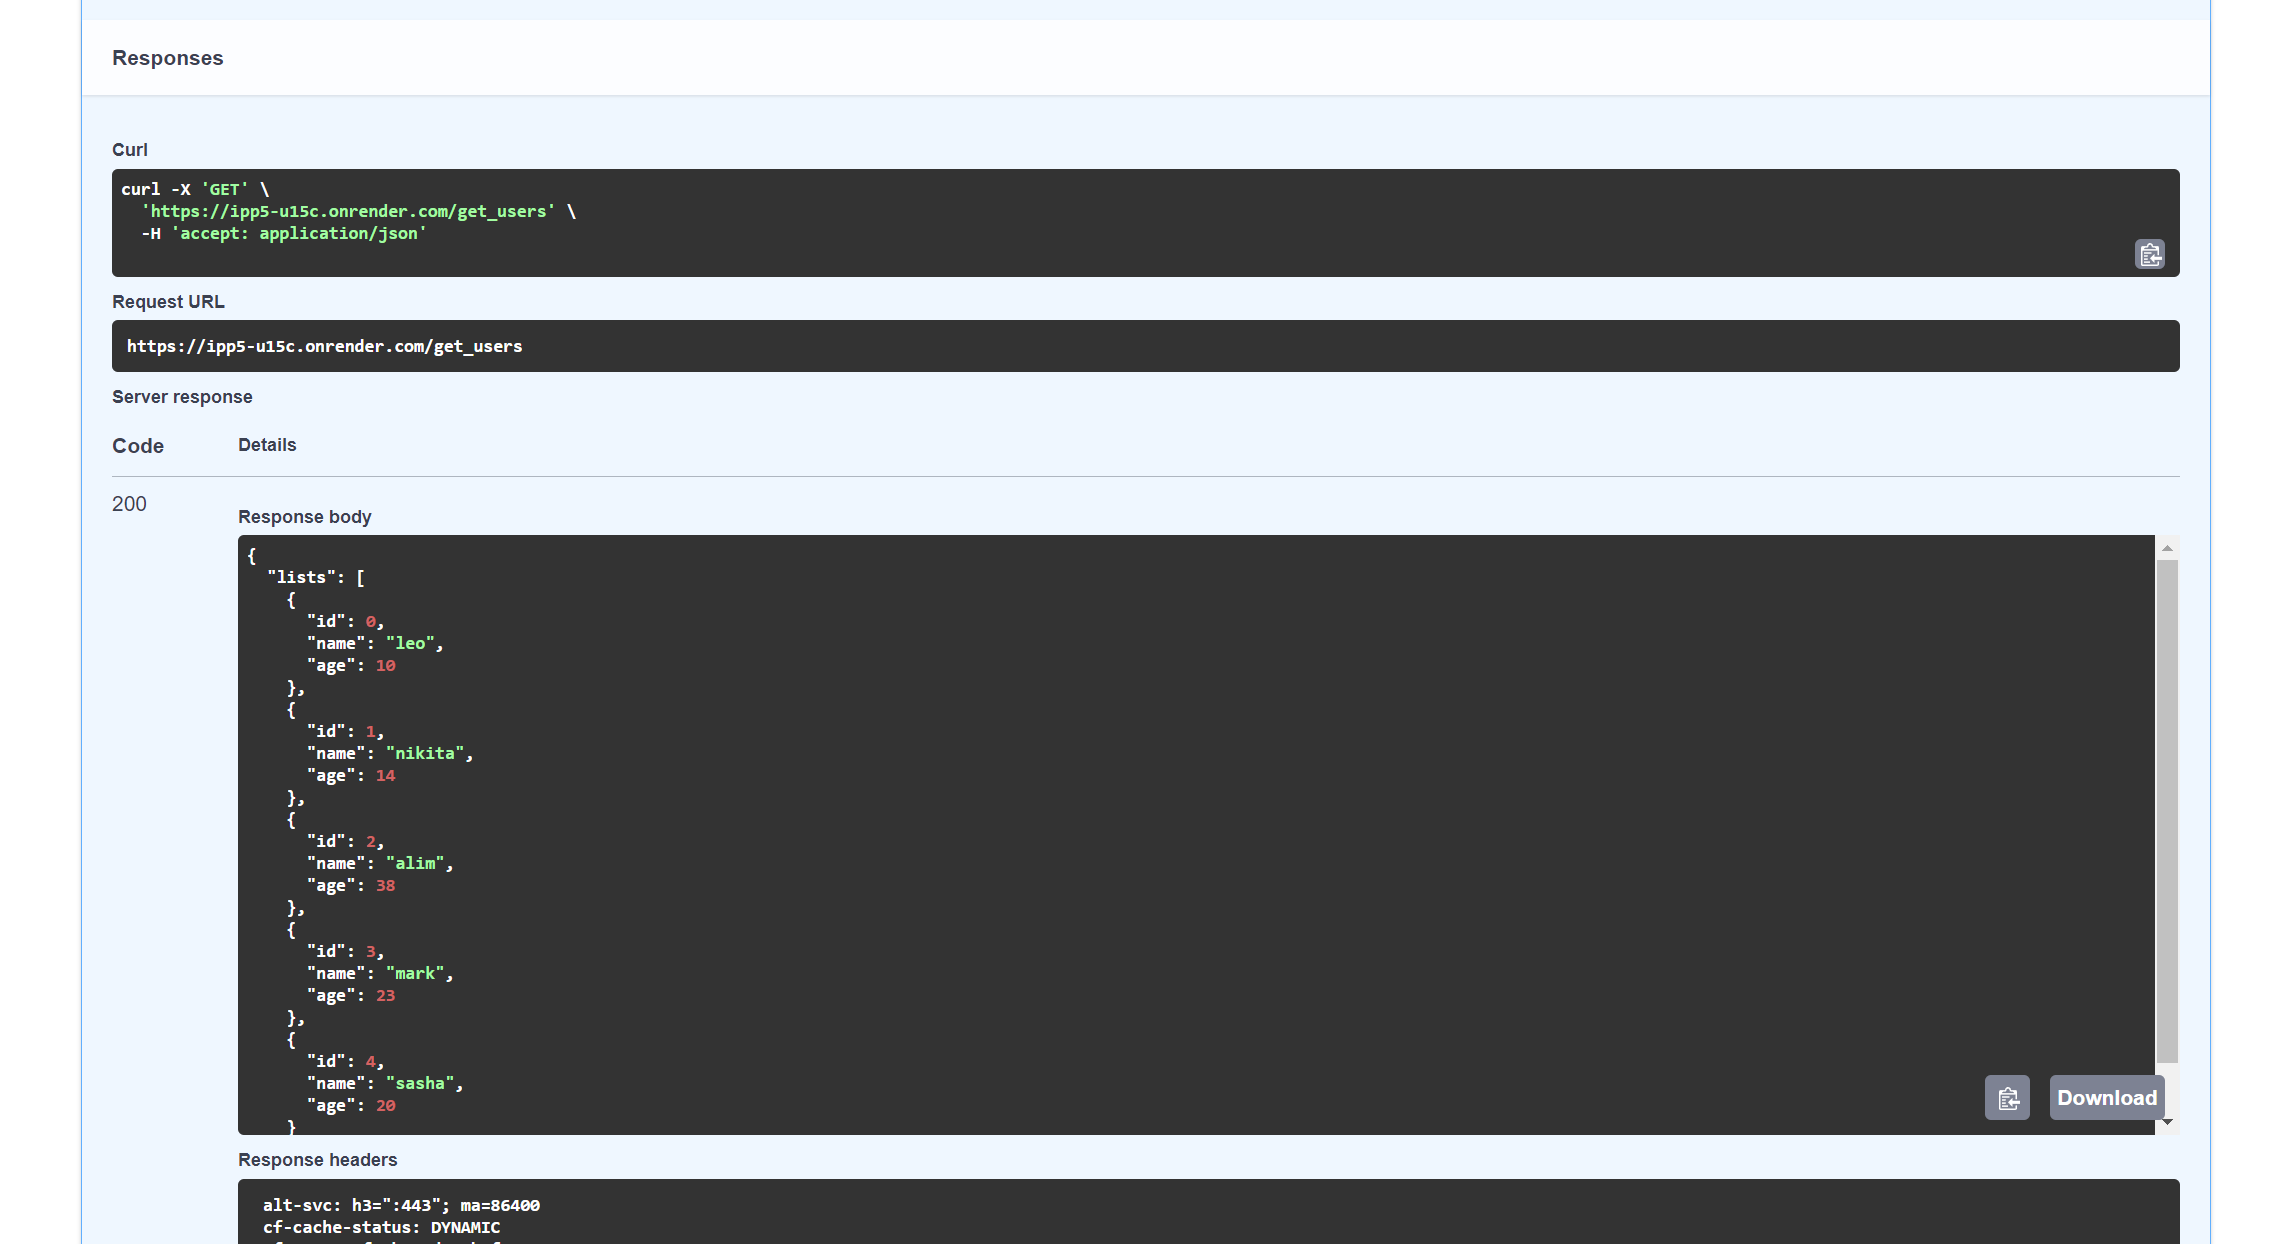 Responses
Curl
curl -X 'GET' \
  'https://ipp5-u15c.onrender.com/get_users' \
  -H 'accept: application/json'
Request URL
https://ipp5-u15c.onrender.com/get_users
Server response
Code Details
200
Response body
{
  "lists": [
    {
      "id": 0,
      "name": "leo",
      "age": 10
    },
    {
      "id": 1,
      "name": "nikita",
      "age": 14
    },
    {
      "id": 2,
      "name": "alim",
      "age": 38
    },
    {
      "id": 3,
      "name": "mark",
      "age": 23
    },
    {
      "id": 4,
      "name": "sasha",
      "age": 20
    }
Download
Response headers
alt-svc: h3=":443"; ma=86400
cf-cache-status: DYNAMIC